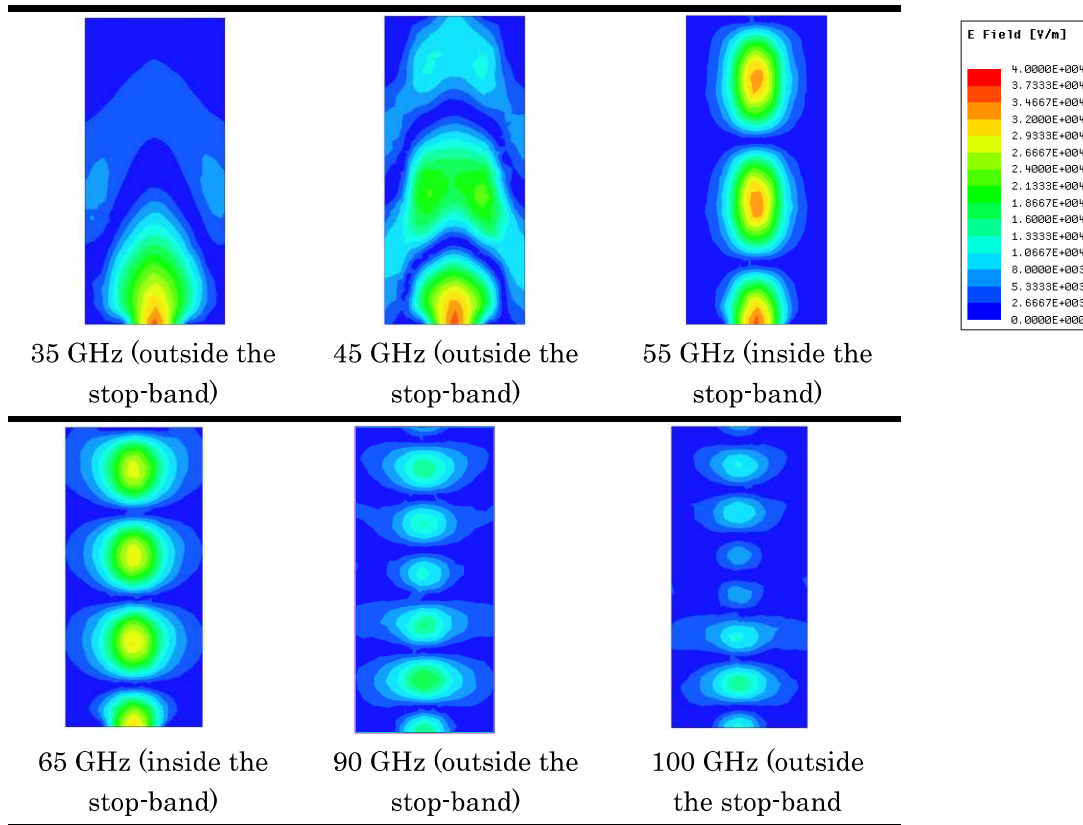 E Field [V/m]
4.0000E+004
3.7333E+004
3.4667E+004
3.2000E+004
2.9333E+004
2.6667E+004
2.4000E+004
2.1333E+004
1.8667E+004
1.6000E+004
1.3333E+004
1.0667E+004
8.0000E+003
5.3333E+003
2.6667E+003
0.0000E+000
35 GHz (outside the
stop-band)
45 GHz (outside the
stop-band)
55 GHz (inside the
stop-band)
65 GHz (inside the
stop-band)
90 GHz (outside the
stop-band)
100 GHz (outside
the stop-band